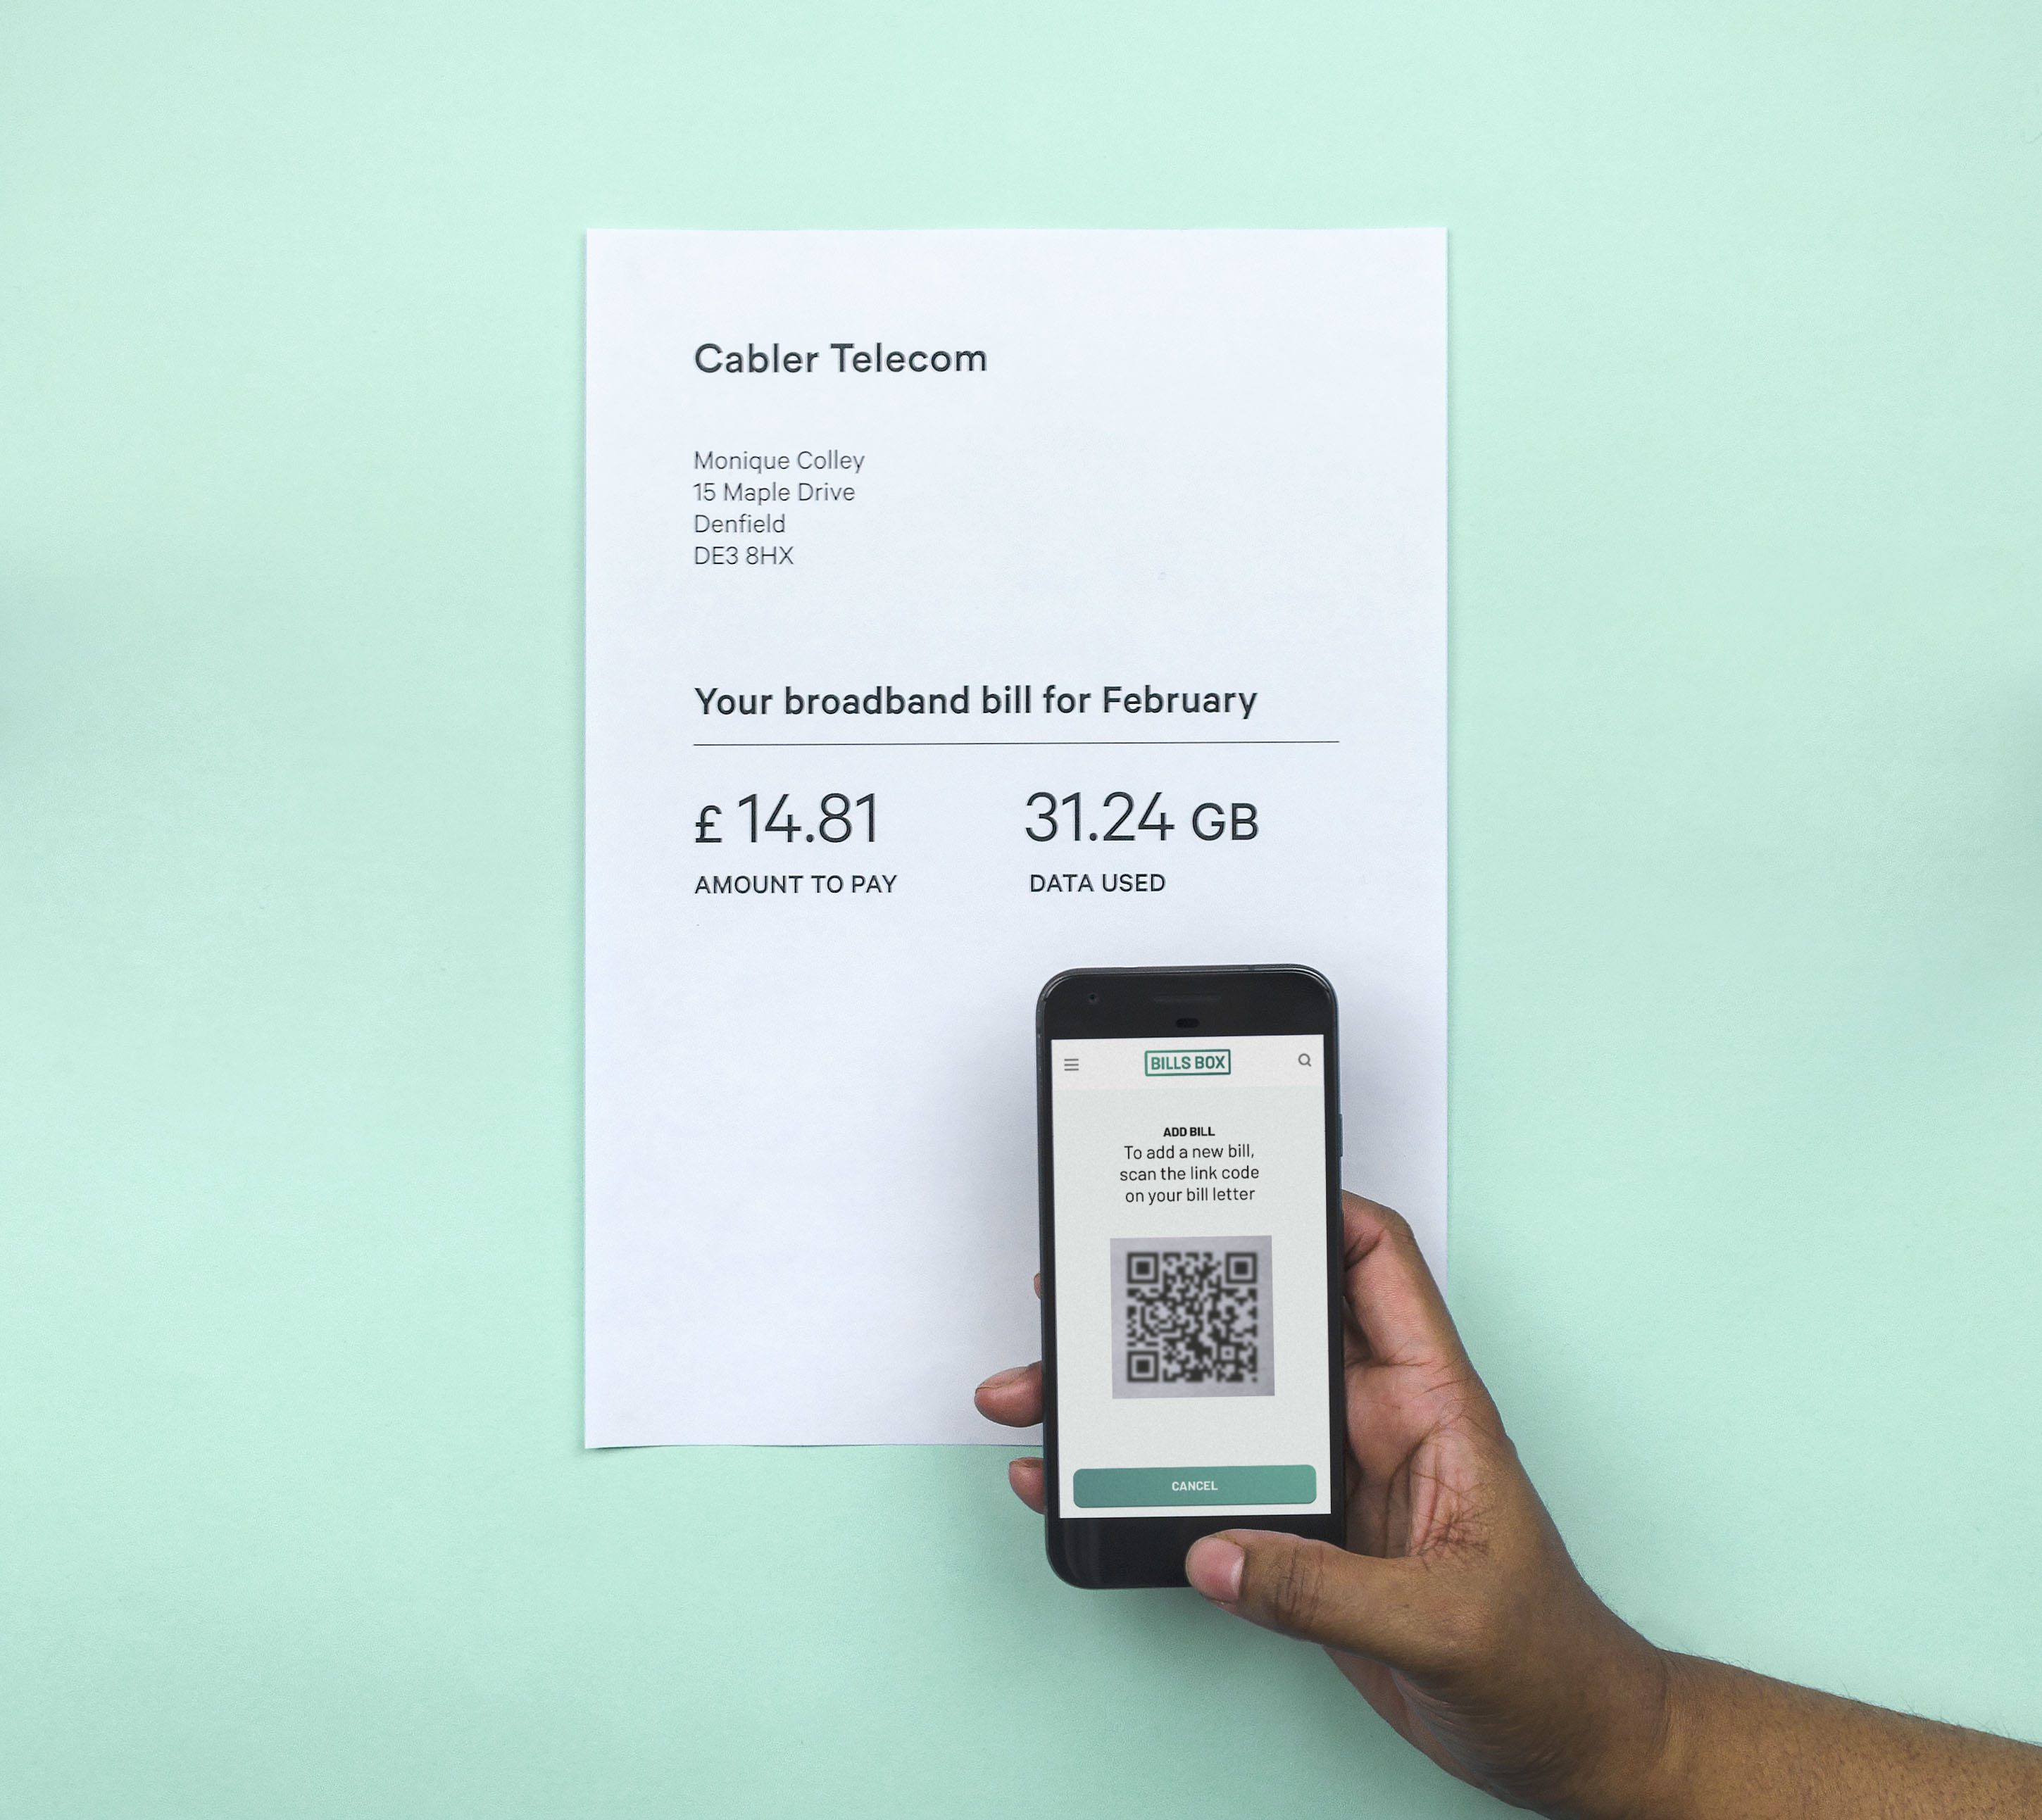 Cabler Telecom
Monique Colley
15 Maple Drive
Denfield
DE3 8HX
Your broadband bill for February
£ 14.81
31.24 GB
AMOUNT TO PAY
DATA USED
BILLS BOX
ADD BILL
To add a new bill,
scan the link code
on your bill letter
CANCEL